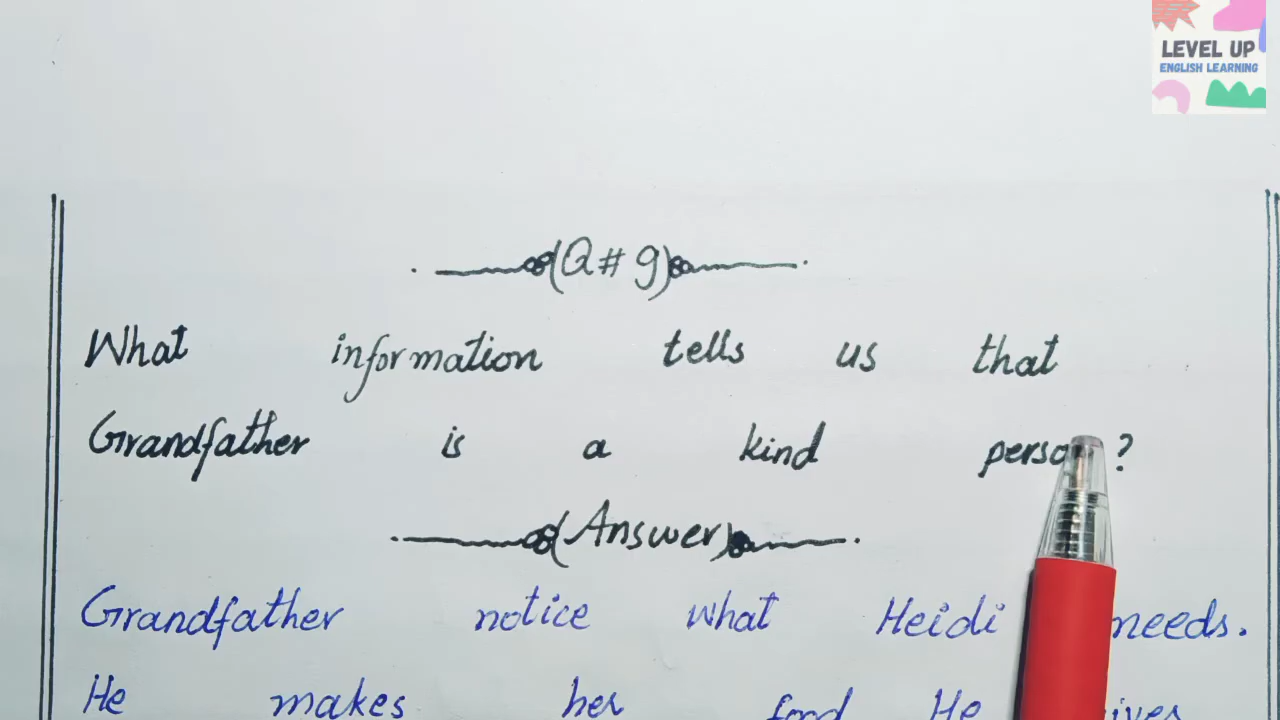 LEVEL UP
ENGLISH LEARNING
(Q # 9)
What information tells us that
Grandfather is a kind person?
(Answer)
Grandfather notice what Heidi needs.
He makes her food He